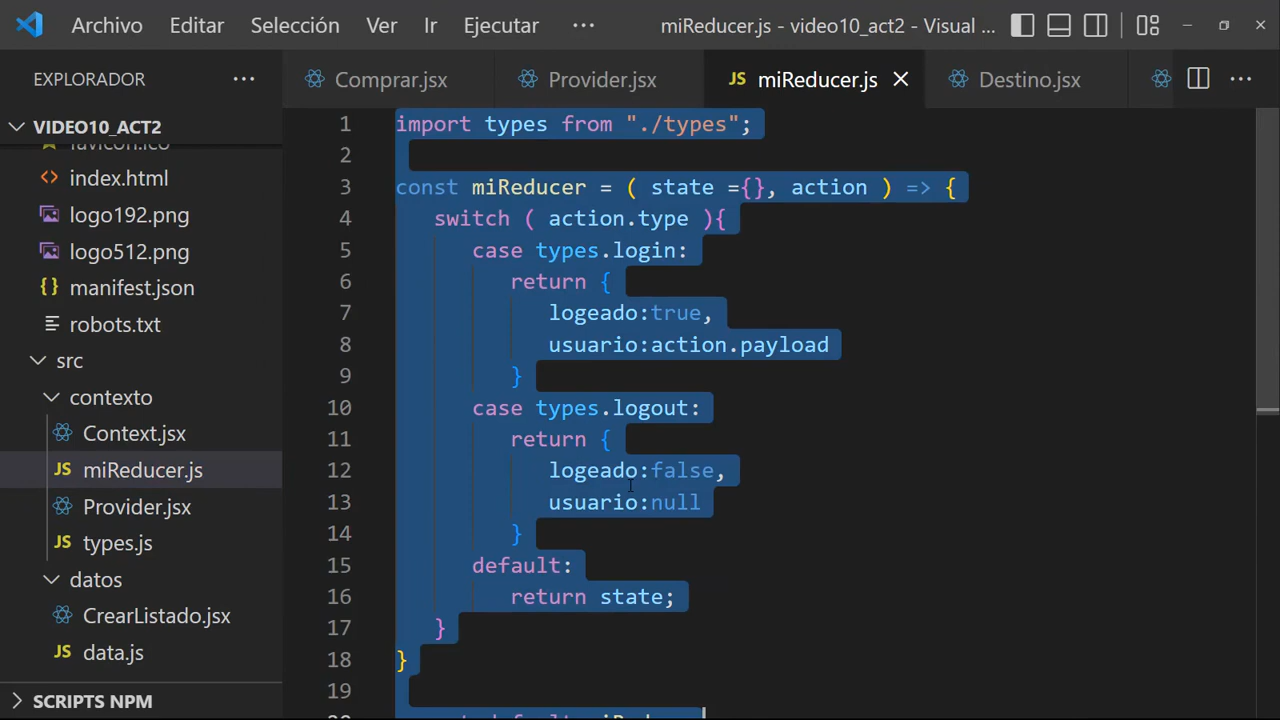 Archivo Editar Selección Ver Ir Ejecutar ··· miReducer.js - video10_act2 - Visual ...
EXPLORADOR ···
Comprar.jsx Provider.jsx JS miReducer.js Destino.jsx ···
VIDEO10_ACT2
favicon.ico
index.html
logo192.png
logo512.png
manifest.json
robots.txt
src
contexto
Context.jsx
JS miReducer.js
Provider.jsx
JS types.js
datos
CrearListado.jsx
JS data.js
SCRIPTS NPM
1 import types from "./types";
2
3 const miReducer = ( state ={}, action ) => {
4 switch ( action.type ){
5 case types.login:
6 return {
7 logeado:true,
8 usuario:action.payload
9 }
10 case types.logout:
11 return {
12 logeado:false,
13 usuario:null
14 }
15 default:
16 return state;
17 }
18 }
19